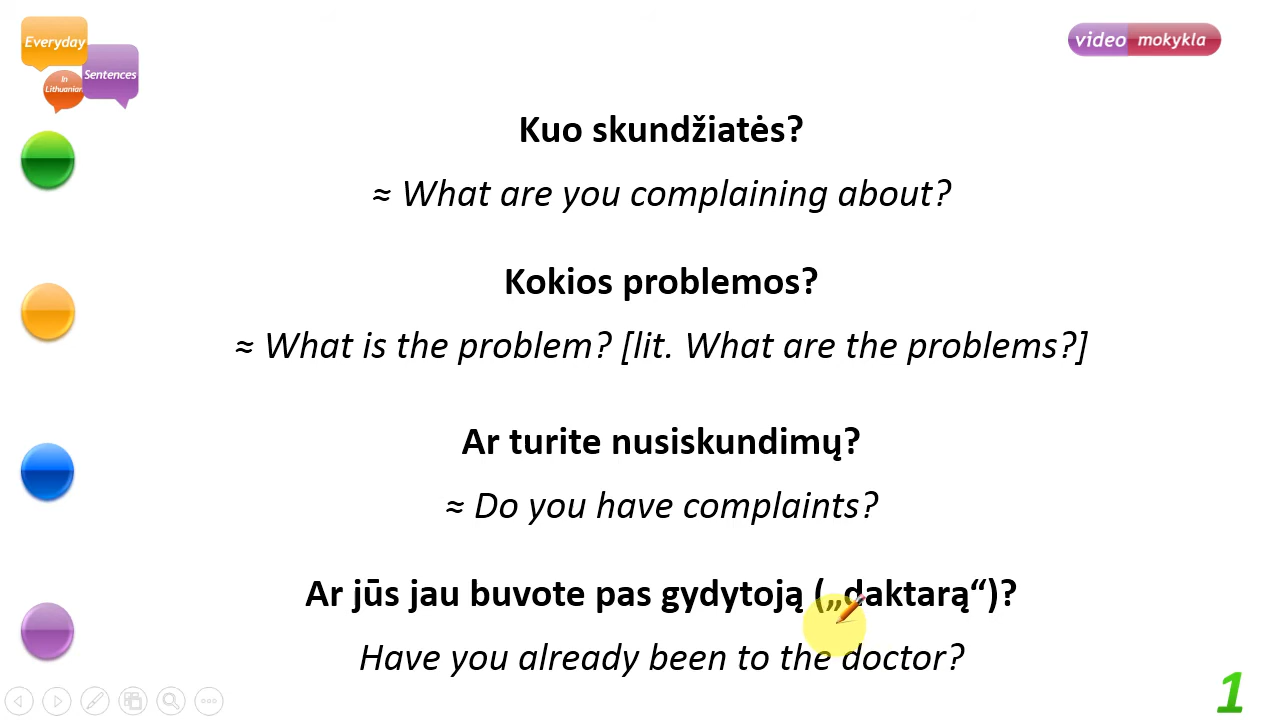 Everyday
Sentences
In
Lithuanian
video mokykla
Kuo skundžiatės?
≈ What are you complaining about?
Kokios problemos?
≈ What is the problem? [lit. What are the problems?]
Ar turite nusiskundimų?
≈ Do you have complaints?
Ar jūs jau buvote pas gydytoją („daktarą“)?
Have you already been to the doctor?
1